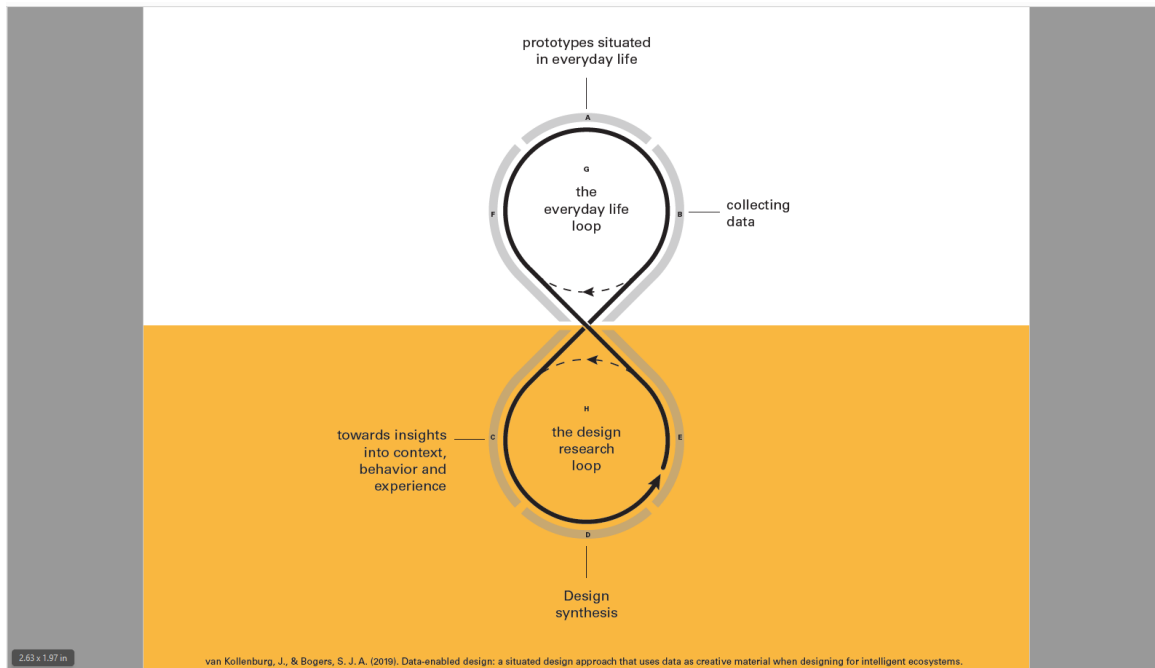 prototypes situated
in everyday life
A
G
the
everyday life
loop
F
B
collecting
data
H
the design
research
loop
towards insights
into context,
behavior and
experience
C
E
D
Design
synthesis
2.63 x 1.97 in
van Kollenburg, J., & Bogers, S. J. A. (2019). Data-enabled design: a situated design approach that uses data as creative material when designing for intelligent ecosystems.